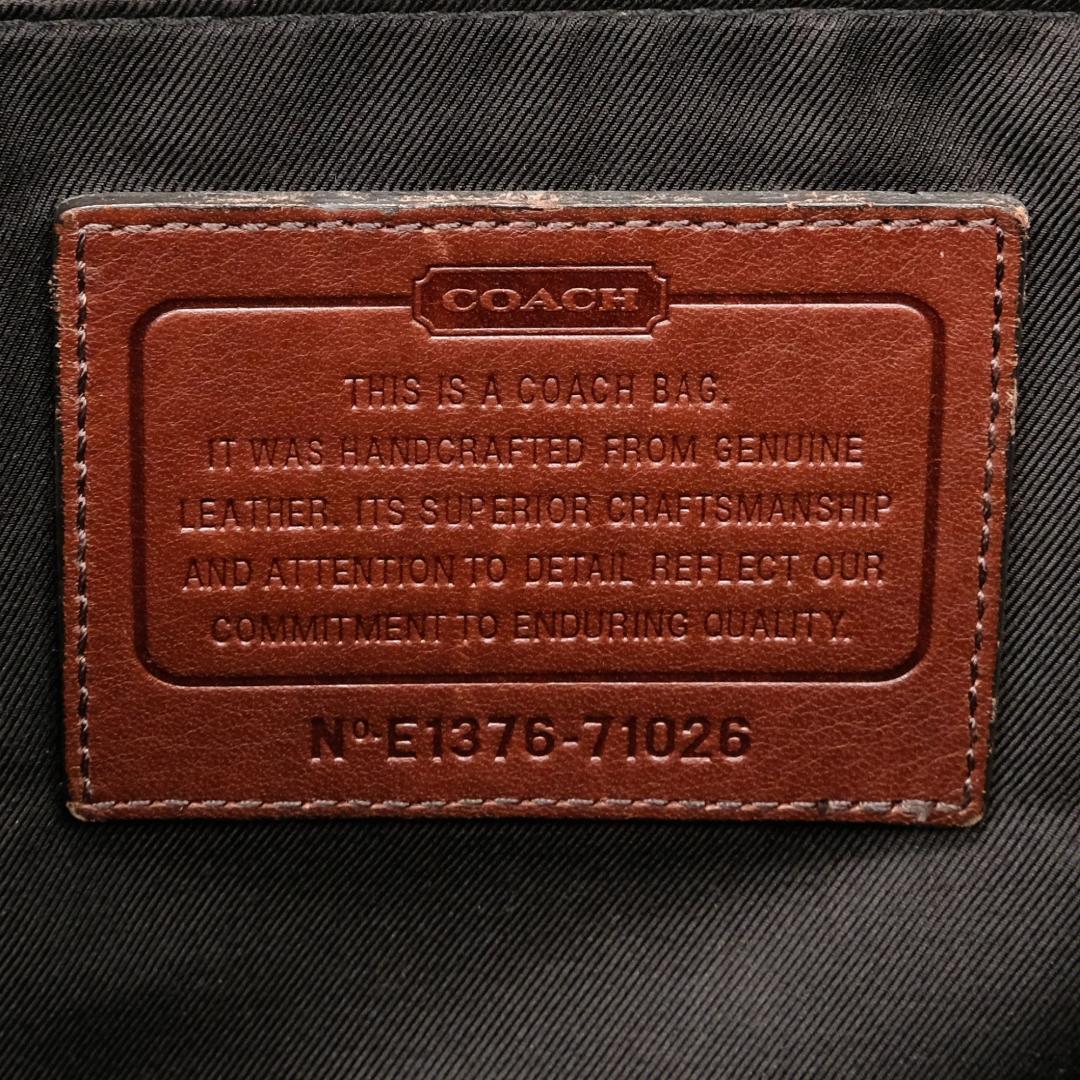 COACH
THIS IS A COACH BAG.
IT WAS HANDCRAFTED FROM GENUINE
LEATHER. ITS SUPERIOR CRAFTSMANSHIP
AND ATTENTION TO DETAIL REFLECT OUR
COMMITMENT TO ENDURING QUALITY.
Nº·E1376-71026